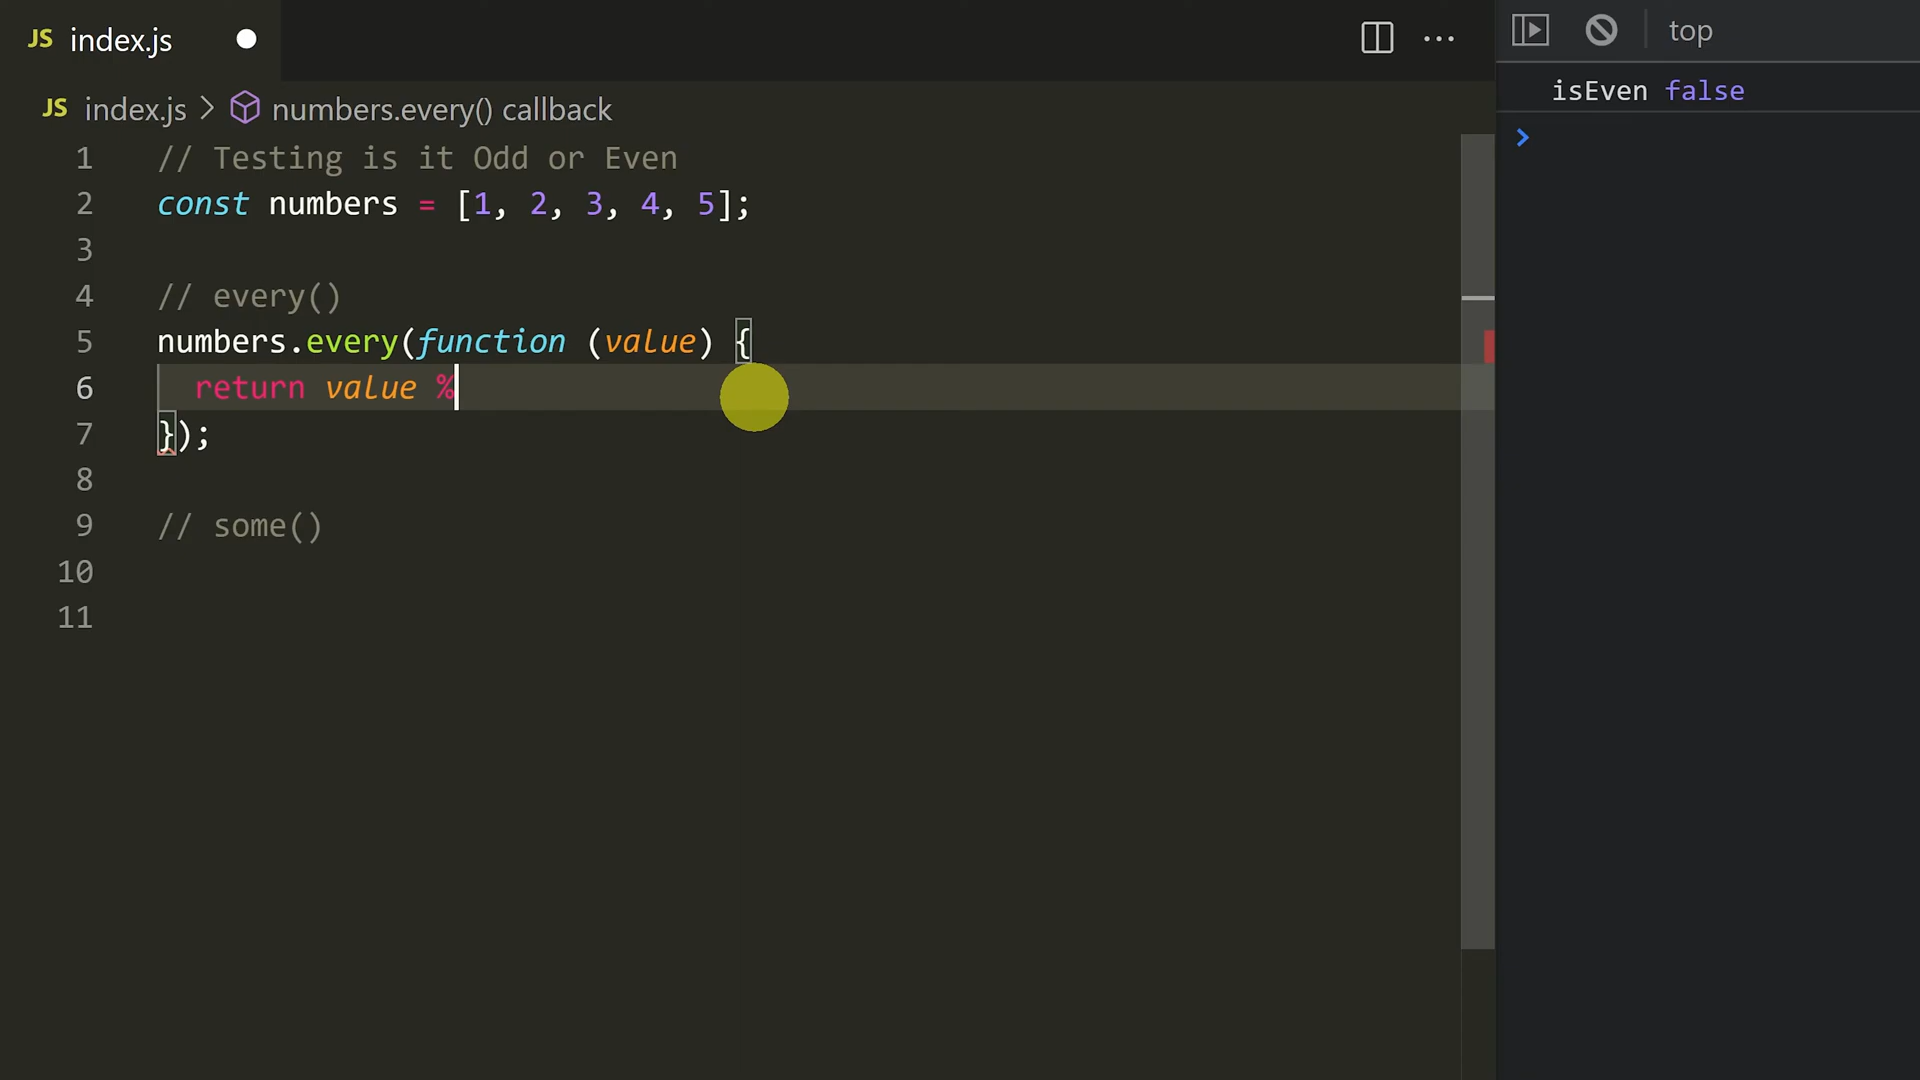 JS index.js
JS index.js > numbers.every() callback
1 // Testing is it Odd or Even
2 const numbers = [1, 2, 3, 4, 5];
3
4 // every()
5 numbers.every(function (value) {
6 return value %
7 });
8
9 // some()
10
11
top
isEven false
>